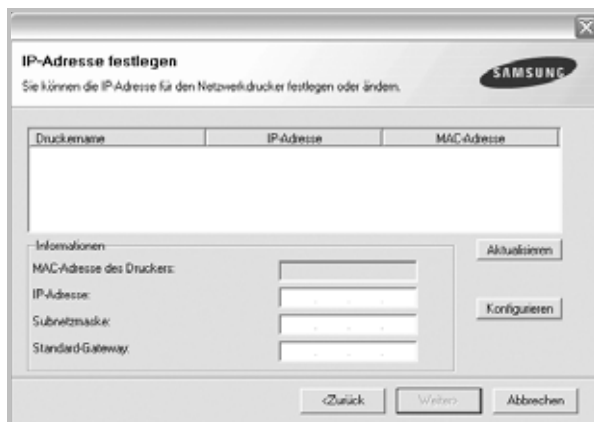 IP-Adresse festlegen
Sie können die IP-Adresse für den Netzwerkdrucker festlegen oder ändern.
SAMSUNG
Druckername IP-Adresse MAC-Adresse
Informationen
Aktualisieren
MAC-Adresse des Druckers:
IP-Adresse:
Konfigurieren
Subnetzmaske:
Standard-Gateway:
<Zurück Weiter> Abbrechen